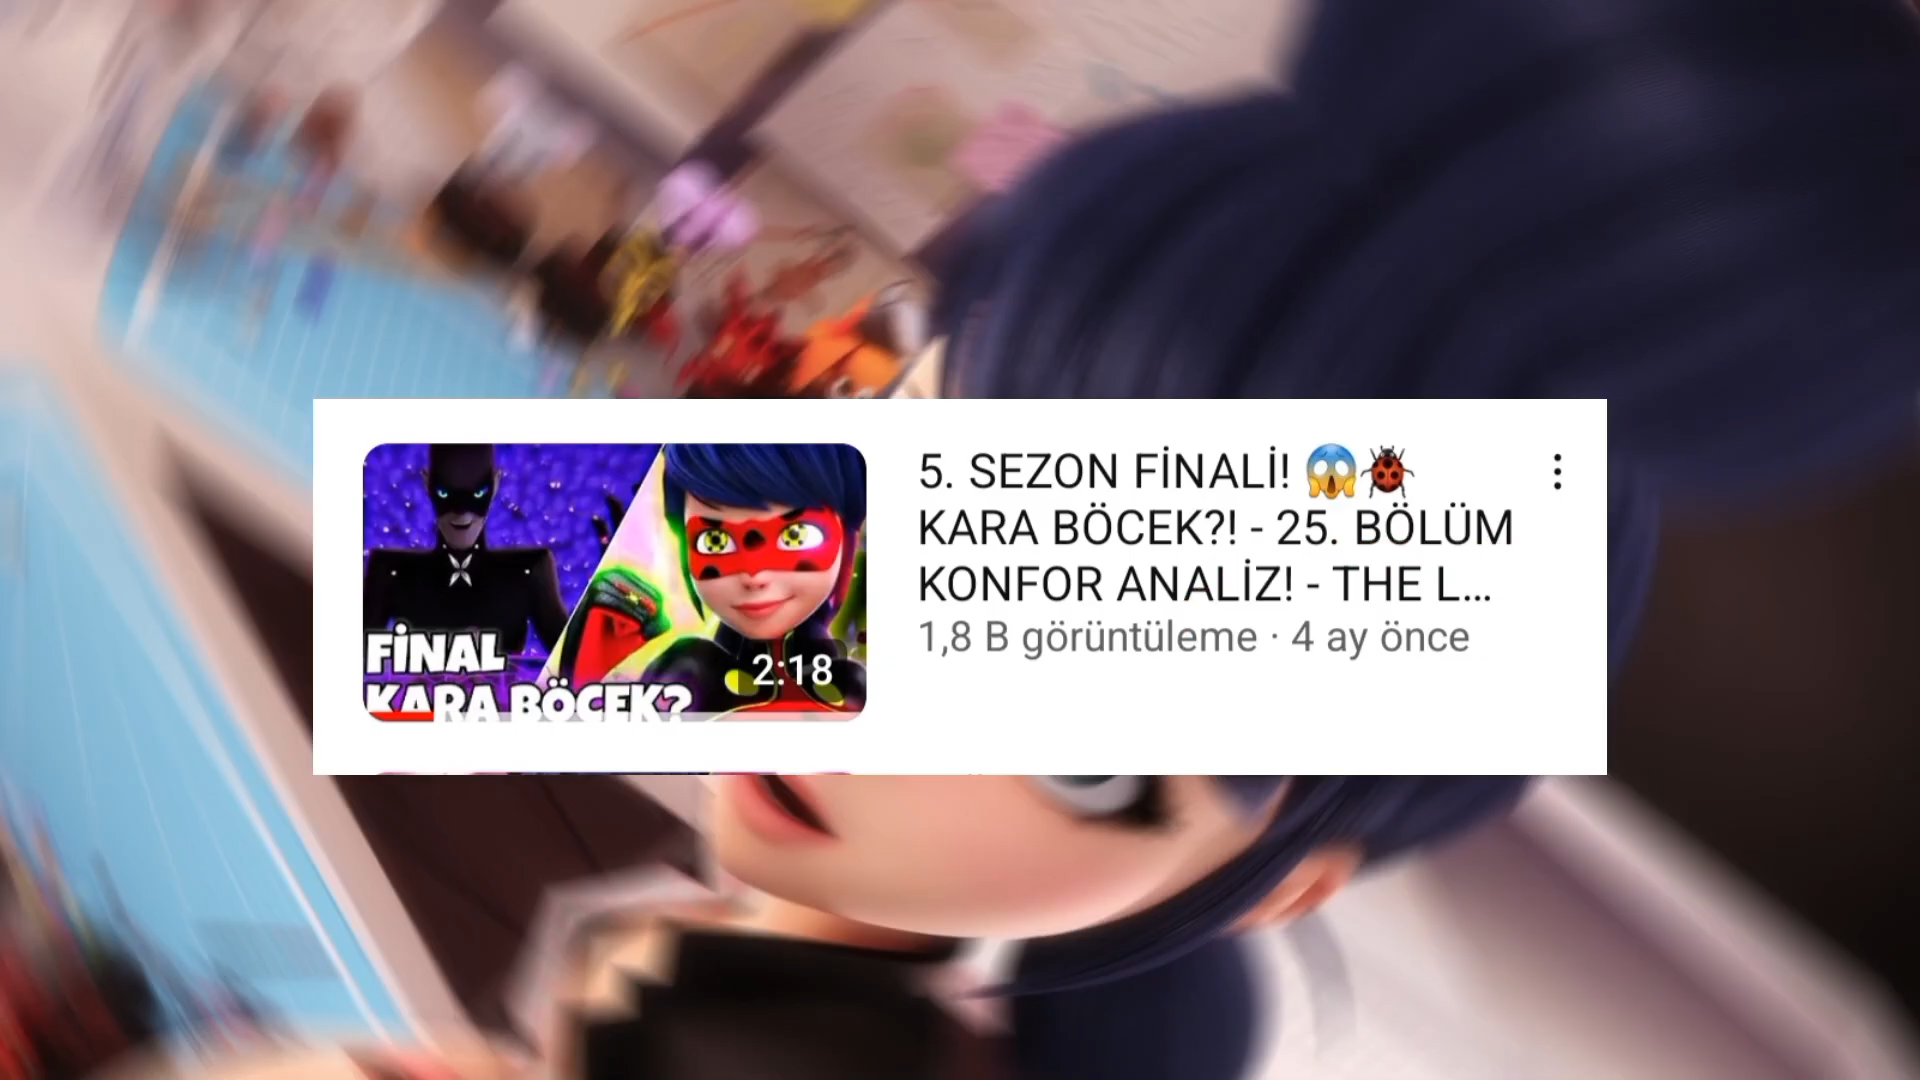 FİNAL
KARA BÖCEK?
2:18
5. SEZON FİNALİ! 😱🐞
KARA BÖCEK?! - 25. BÖLÜM
KONFOR ANALİZ! - THE L...
1,8 B görüntüleme · 4 ay önce